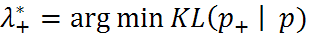 λ₊* = arg min KL(p₊ | p)